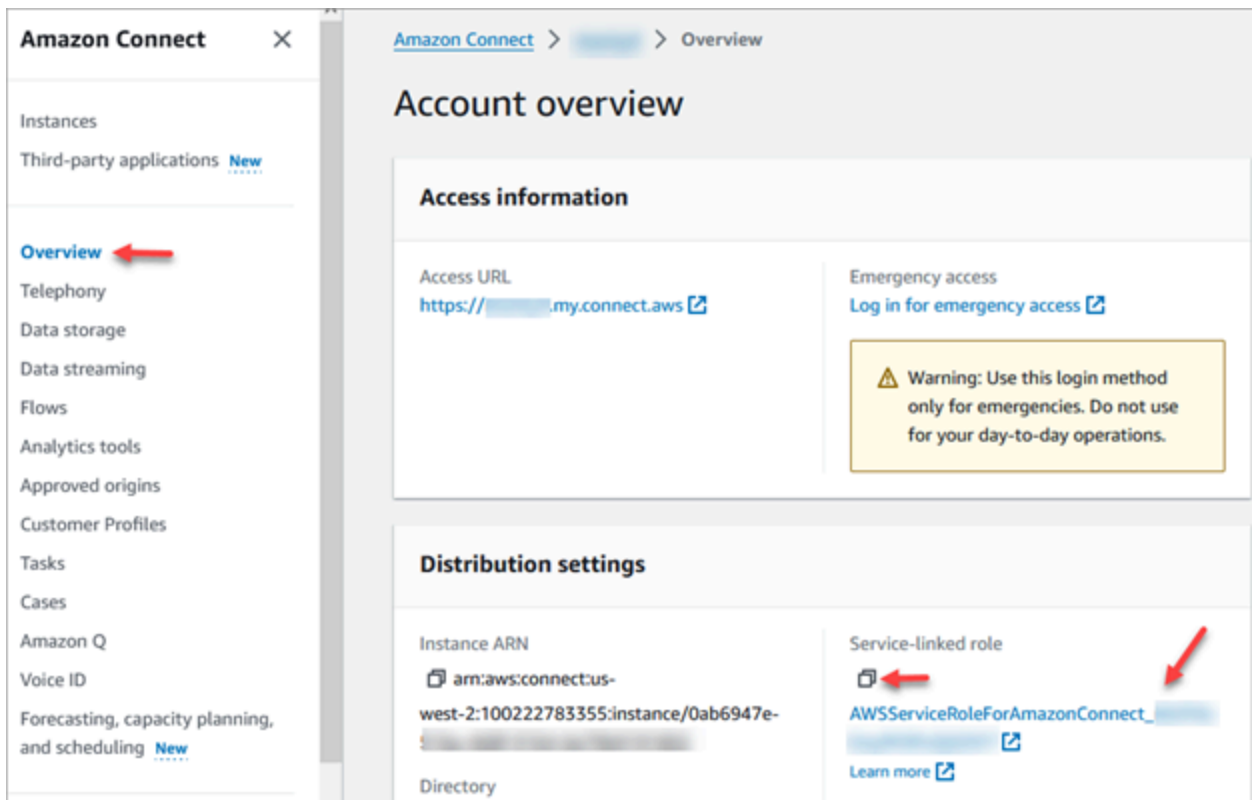 Amazon Connect
Instances
Third-party applications New
Overview
Telephony
Data storage
Data streaming
Flows
Analytics tools
Approved origins
Customer Profiles
Tasks
Cases
Amazon Q
Voice ID
Forecasting, capacity planning,
and scheduling New
Amazon Connect > > Overview
Account overview
Access information
Access URL
https:// .my.connect.aws
Emergency access
Log in for emergency access
Warning: Use this login method
only for emergencies. Do not use
for your day-to-day operations.
Distribution settings
Instance ARN
arn:aws:connect:us-
west-2:100222783355:instance/0ab6947e-
Directory
Service-linked role
AWSServiceRoleForAmazonConnect_
Learn more